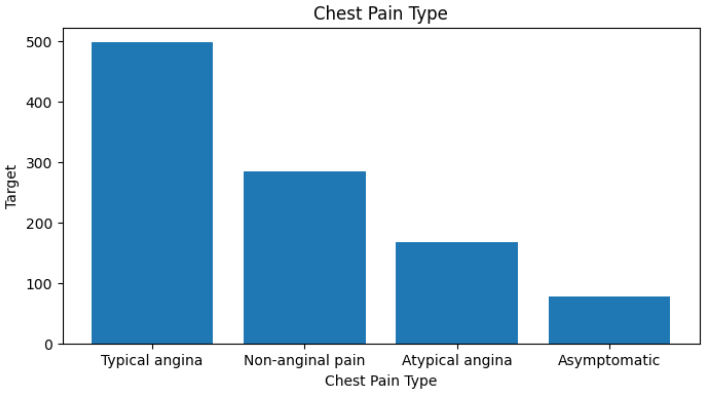 Chest Pain Type
500
400
300
200
100
0
Target
Typical angina Non-anginal pain Atypical angina Asymptomatic
Chest Pain Type